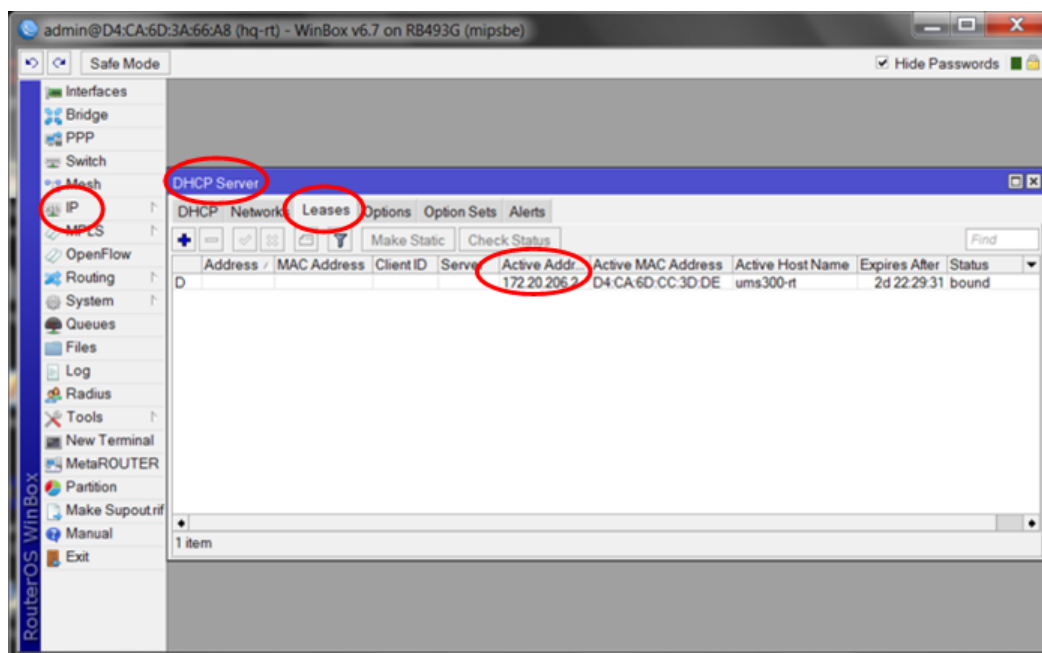 admin@D4:CA:6D:3A:66:A8 (hq-rt) - WinBox v6.7 on RB493G (mipsbe)
Safe Mode
Hide Passwords
Interfaces
Bridge
PPP
Switch
Mesh
IP
MPLS
OpenFlow
Routing
System
Queues
Files
Log
Radius
Tools
New Terminal
MetaROUTER
Partition
Make Supout.rif
Manual
Exit
RouterOS WinBox
DHCP Server
DHCP Networks Leases Options Option Sets Alerts
Make Static Check Status Find
Address MAC Address Client ID Server Active Addr... Active MAC Address Active Host Name Expires After Status
D 172.20.206.2 D4:CA:6D:CC:3D:DE ums300-rt 2d 22:29:31 bound
1 item